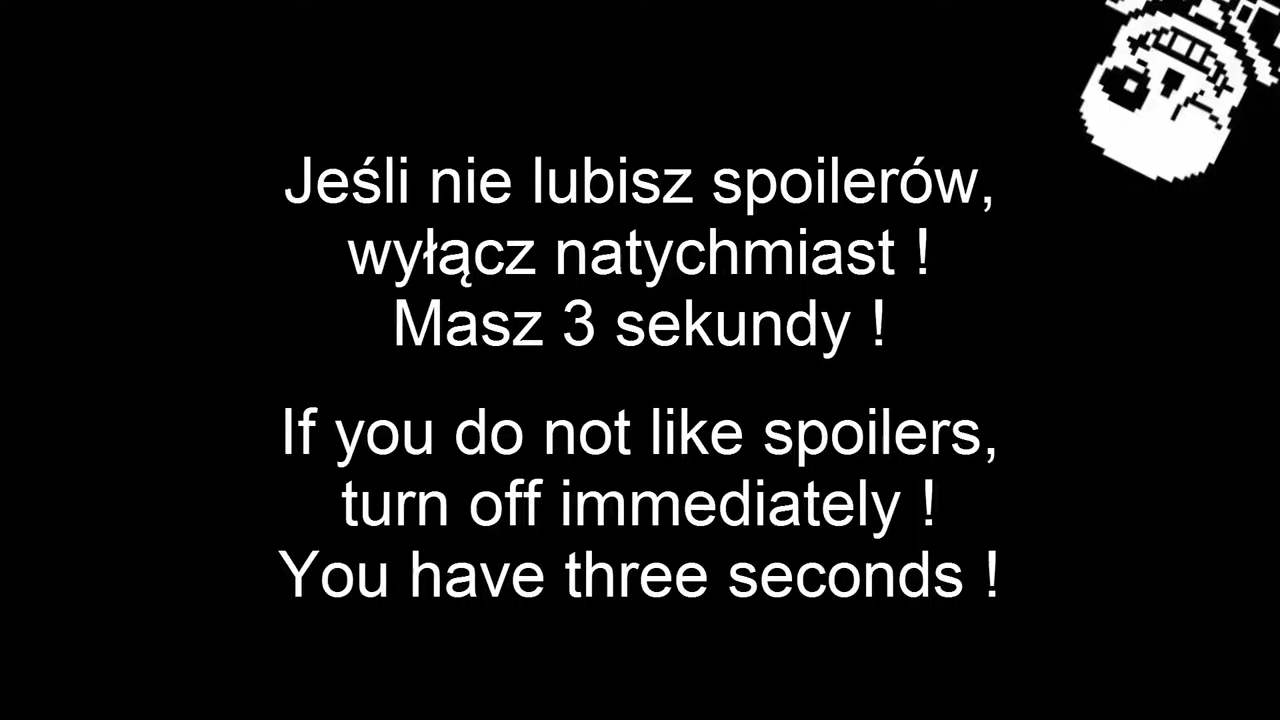 Jeśli nie lubisz spoilerów,
wyłącz natychmiast !
Masz 3 sekundy !
If you do not like spoilers,
turn off immediately !
You have three seconds !